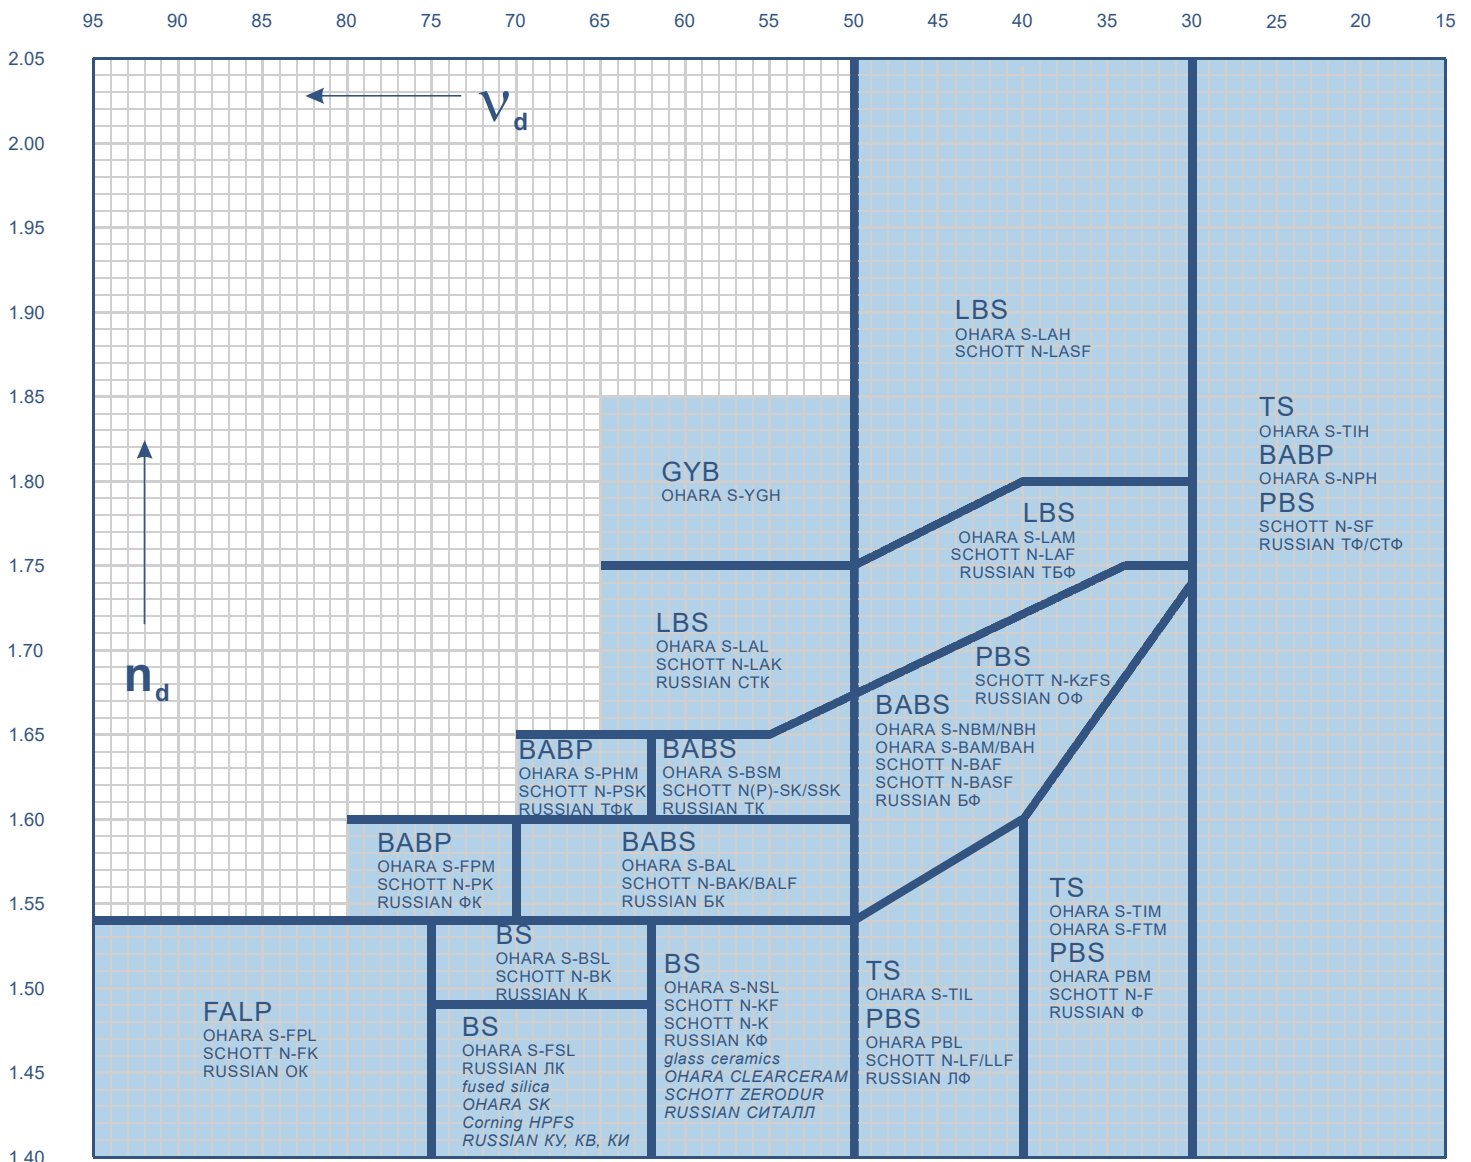 95 90 85 80 75 70 65 60 55 50 45 40 35 30 25 20 15
2.05
2.00
1.95
1.90
1.85
1.80
1.75
1.70
1.65
1.60
1.55
1.50
1.45
1.40
νd
nd
LBS
OHARA S-LAH
SCHOTT N-LASF
TS
OHARA S-TIH
BABP
OHARA S-NPH
PBS
SCHOTT N-SF
RUSSIAN ТФ/СТФ
GYB
OHARA S-YGH
LBS
OHARA S-LAM
SCHOTT N-LAF
RUSSIAN ТБФ
LBS
OHARA S-LAL
SCHOTT N-LAK
RUSSIAN СТК
PBS
SCHOTT N-KzFS
RUSSIAN ОФ
BABS
OHARA S-NBM/NBH
OHARA S-BAM/BAH
SCHOTT N-BAF
SCHOTT N-BASF
RUSSIAN БФ
BABP
OHARA S-PHM
SCHOTT N-PSK
RUSSIAN ТФК
BABS
OHARA S-BSM
SCHOTT N(P)-SK/SSK
RUSSIAN ТК
BABP
OHARA S-FPM
SCHOTT N-PK
RUSSIAN ФК
BABS
OHARA S-BAL
SCHOTT N-BAK/BALF
RUSSIAN БК
TS
OHARA S-TIM
OHARA S-FTM
PBS
OHARA PBM
SCHOTT N-F
RUSSIAN Ф
FALP
OHARA S-FPL
SCHOTT N-FK
RUSSIAN ОК
BS
OHARA S-BSL
SCHOTT N-BK
RUSSIAN К
BS
OHARA S-FSL
RUSSIAN ЛК
fused silica
OHARA SK
Corning HPFS
RUSSIAN КУ, КВ, КИ
BS
OHARA S-NSL
SCHOTT N-KF
SCHOTT N-K
RUSSIAN КФ
glass ceramics
OHARA CLEARCERAM
SCHOTT ZERODUR
RUSSIAN СИТАЛЛ
TS
OHARA S-TIL
PBS
OHARA PBL
SCHOTT N-LF/LLF
RUSSIAN ЛФ